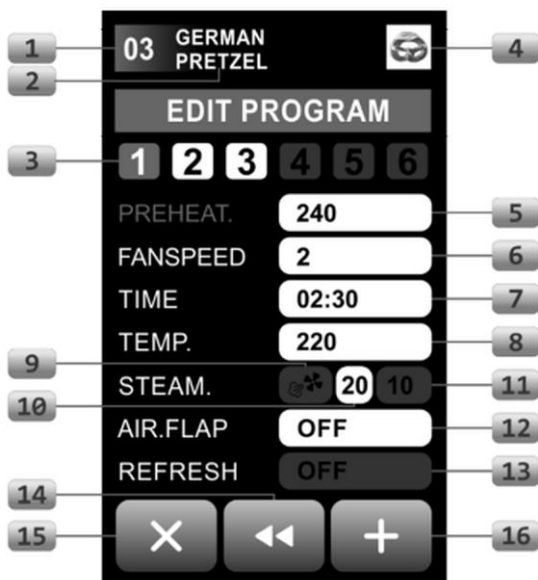 1
03 GERMAN
PRETZEL
4
2
EDIT PROGRAM
3
1 2 3 4 5 6
PREHEAT. 240
5
FANSPEED 2
6
TIME 02:30
7
TEMP. 220
8
9
STEAM. 20 10
11
10
AIR.FLAP OFF
12
REFRESH OFF
13
14
15
16